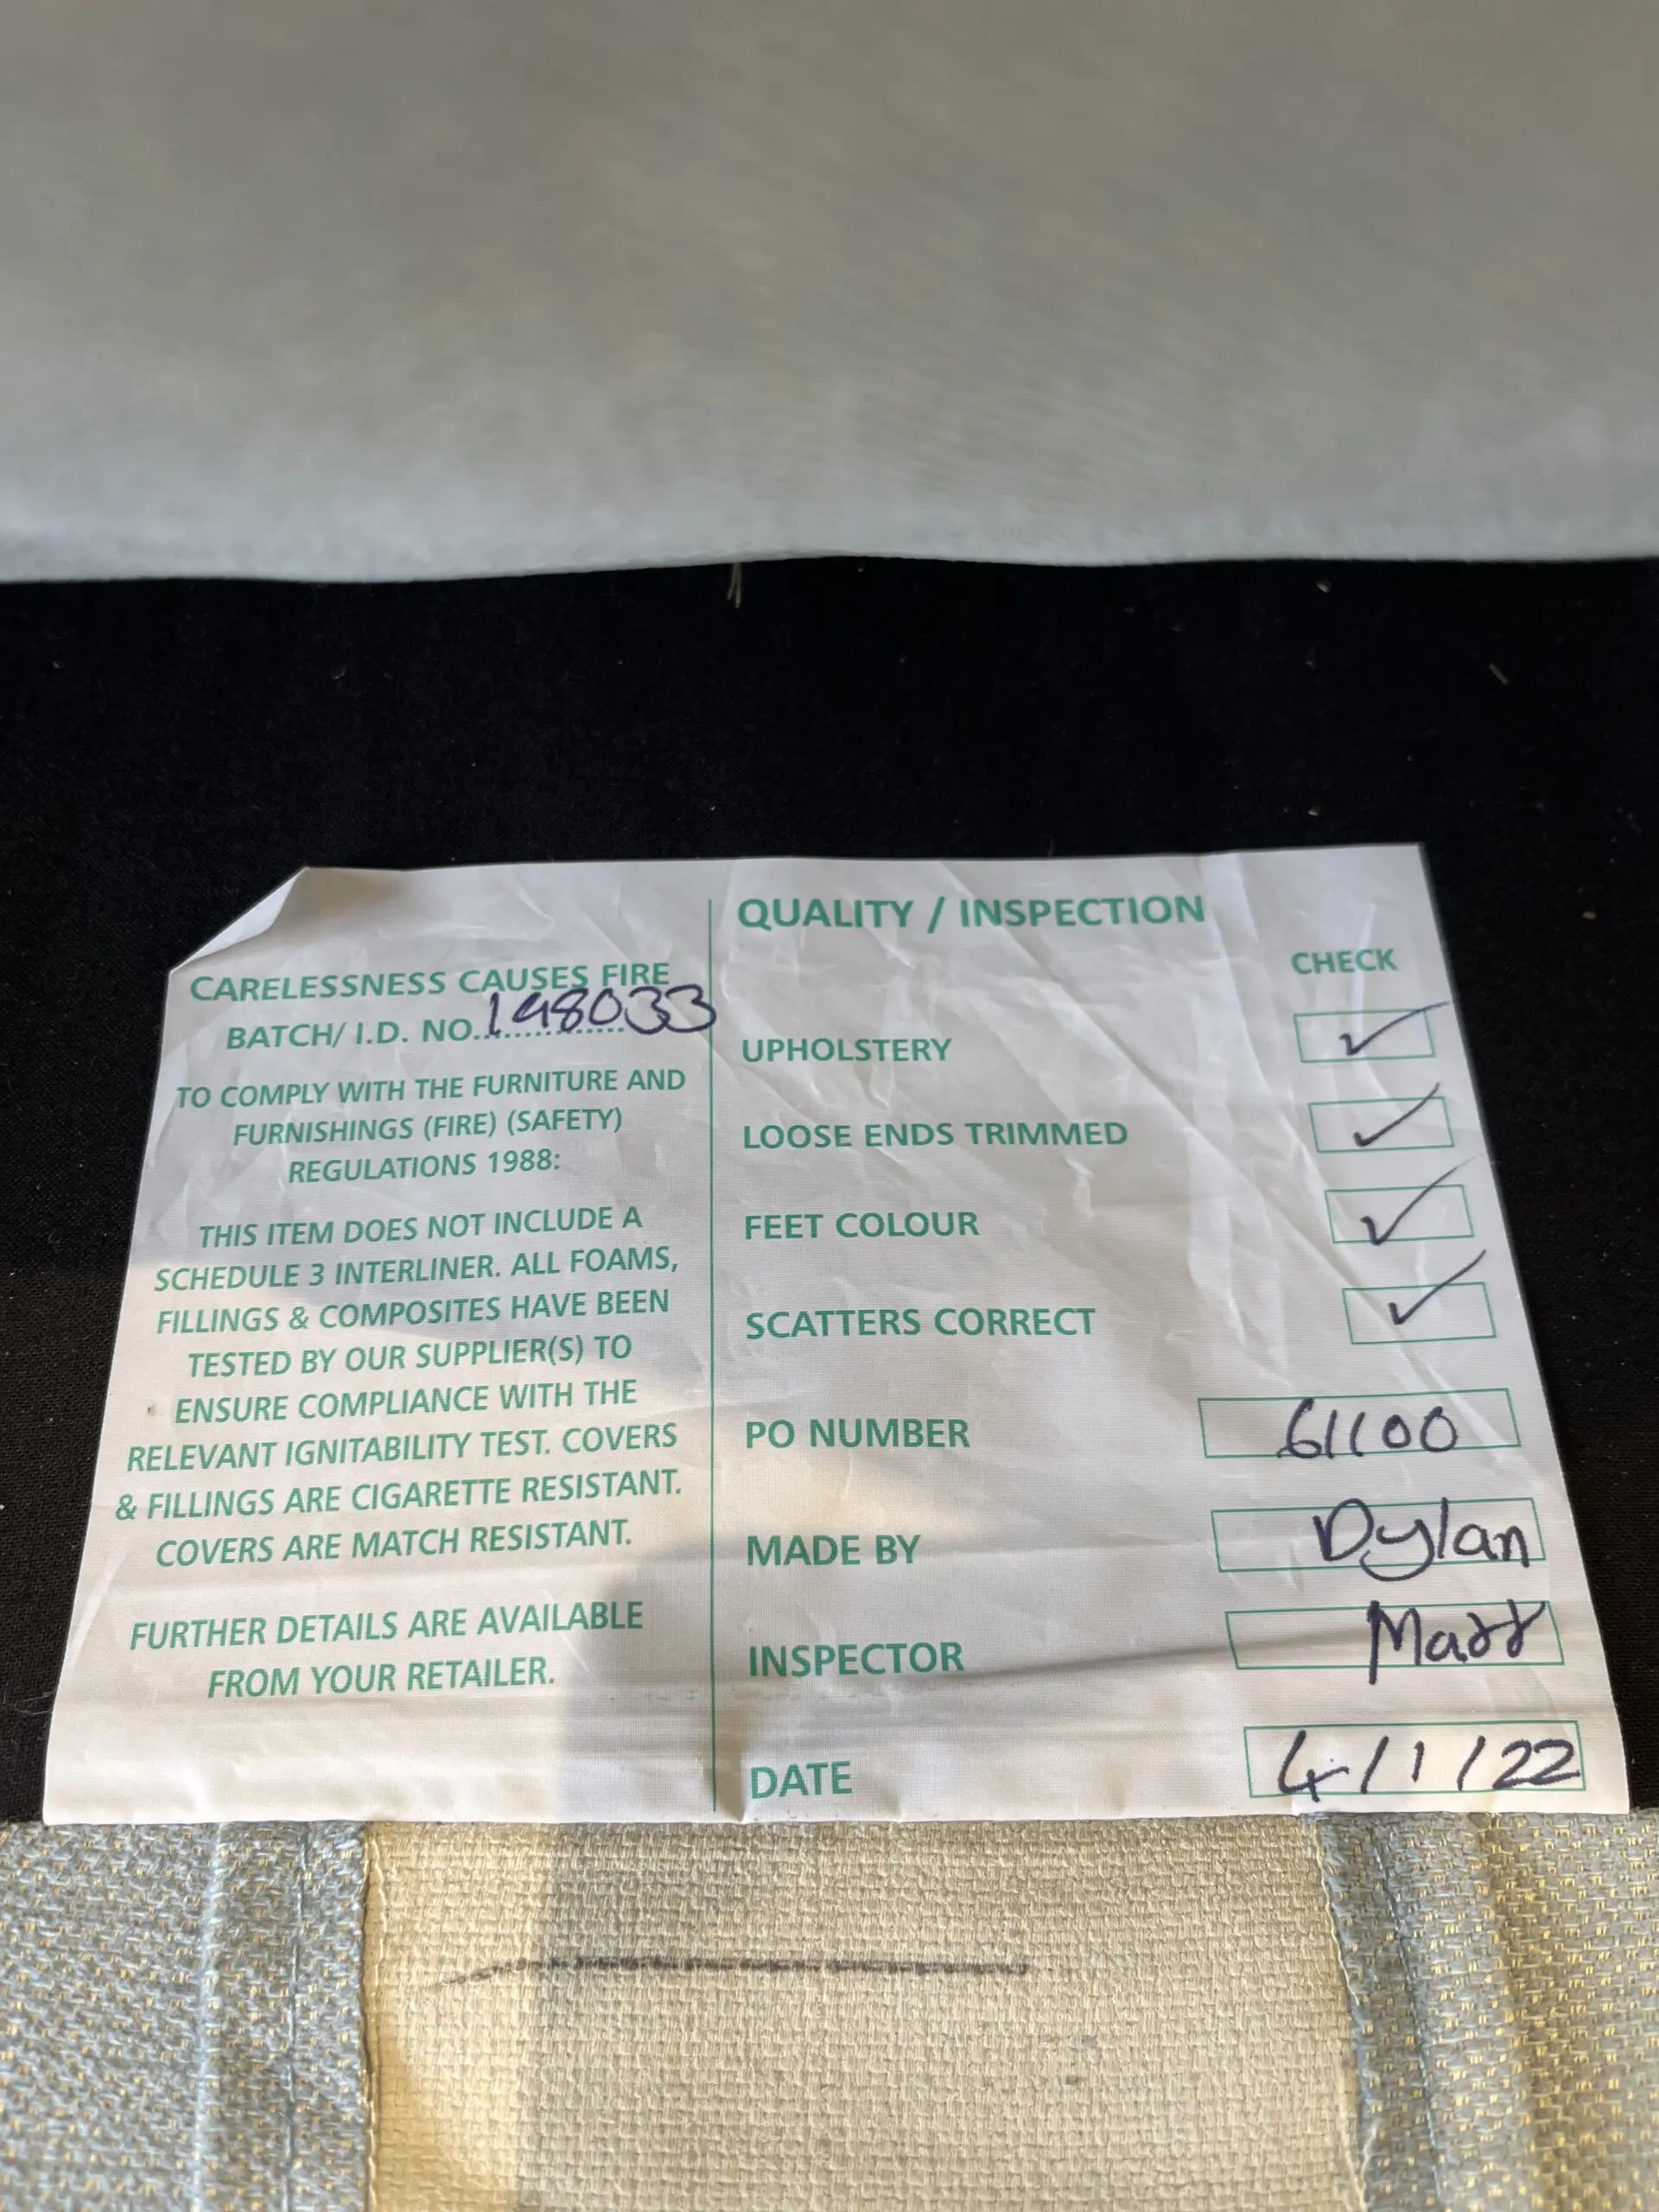 CARELESSNESS CAUSES FIRE
BATCH/ I.D. NO. 198033
TO COMPLY WITH THE FURNITURE AND
FURNISHINGS (FIRE) (SAFETY)
REGULATIONS 1988:
THIS ITEM DOES NOT INCLUDE A
SCHEDULE 3 INTERLINER. ALL FOAMS,
FILLINGS & COMPOSITES HAVE BEEN
TESTED BY OUR SUPPLIER(S) TO
ENSURE COMPLIANCE WITH THE
RELEVANT IGNITABILITY TEST. COVERS
& FILLINGS ARE CIGARETTE RESISTANT.
COVERS ARE MATCH RESISTANT.
FURTHER DETAILS ARE AVAILABLE
FROM YOUR RETAILER.
QUALITY / INSPECTION
CHECK
UPHOLSTERY ✓
LOOSE ENDS TRIMMED ✓
FEET COLOUR ✓
SCATTERS CORRECT ✓
PO NUMBER 61100
MADE BY Dylan
INSPECTOR Matt
DATE 4/1/22